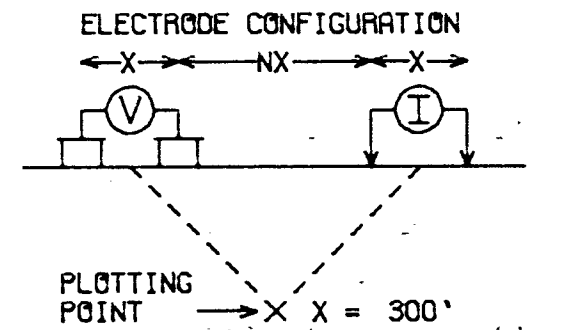 ELECTRODE CONFIGURATION
X NX X
V I
PLOTTING
POINT X X = 300'